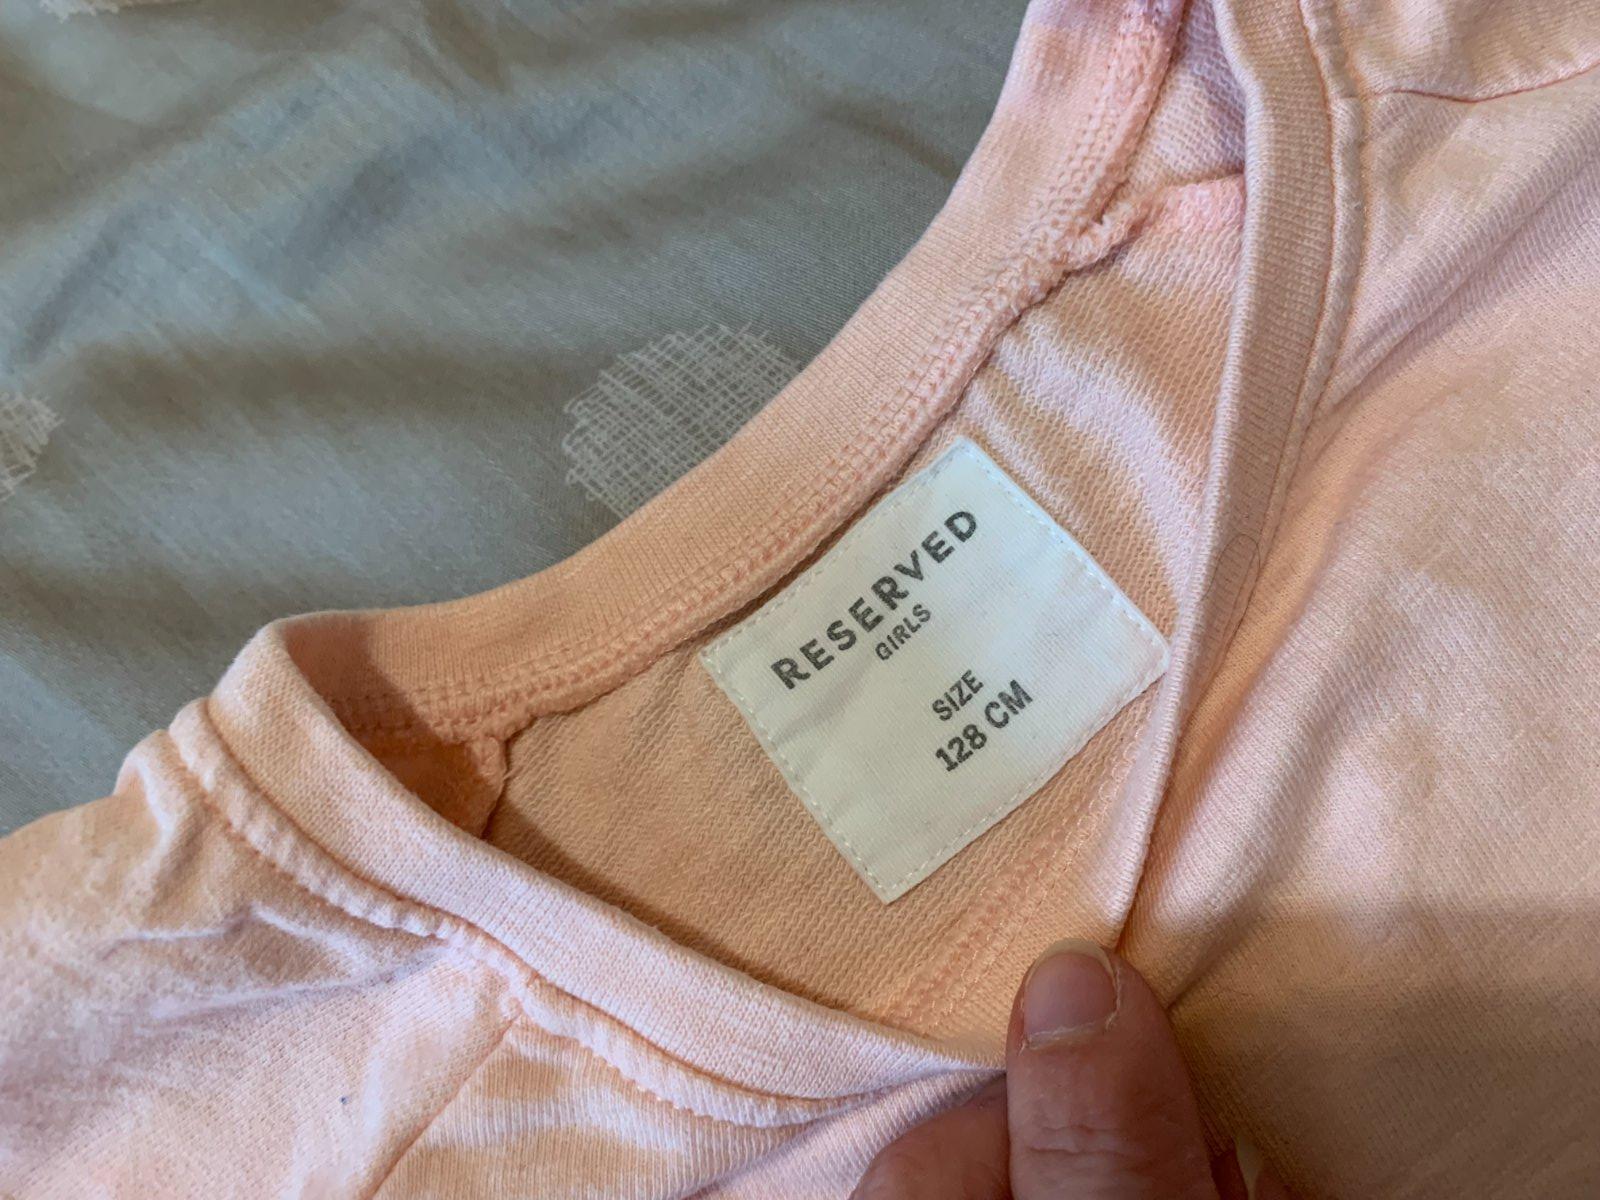 RESERVED
GIRLS
SIZE
128 CM